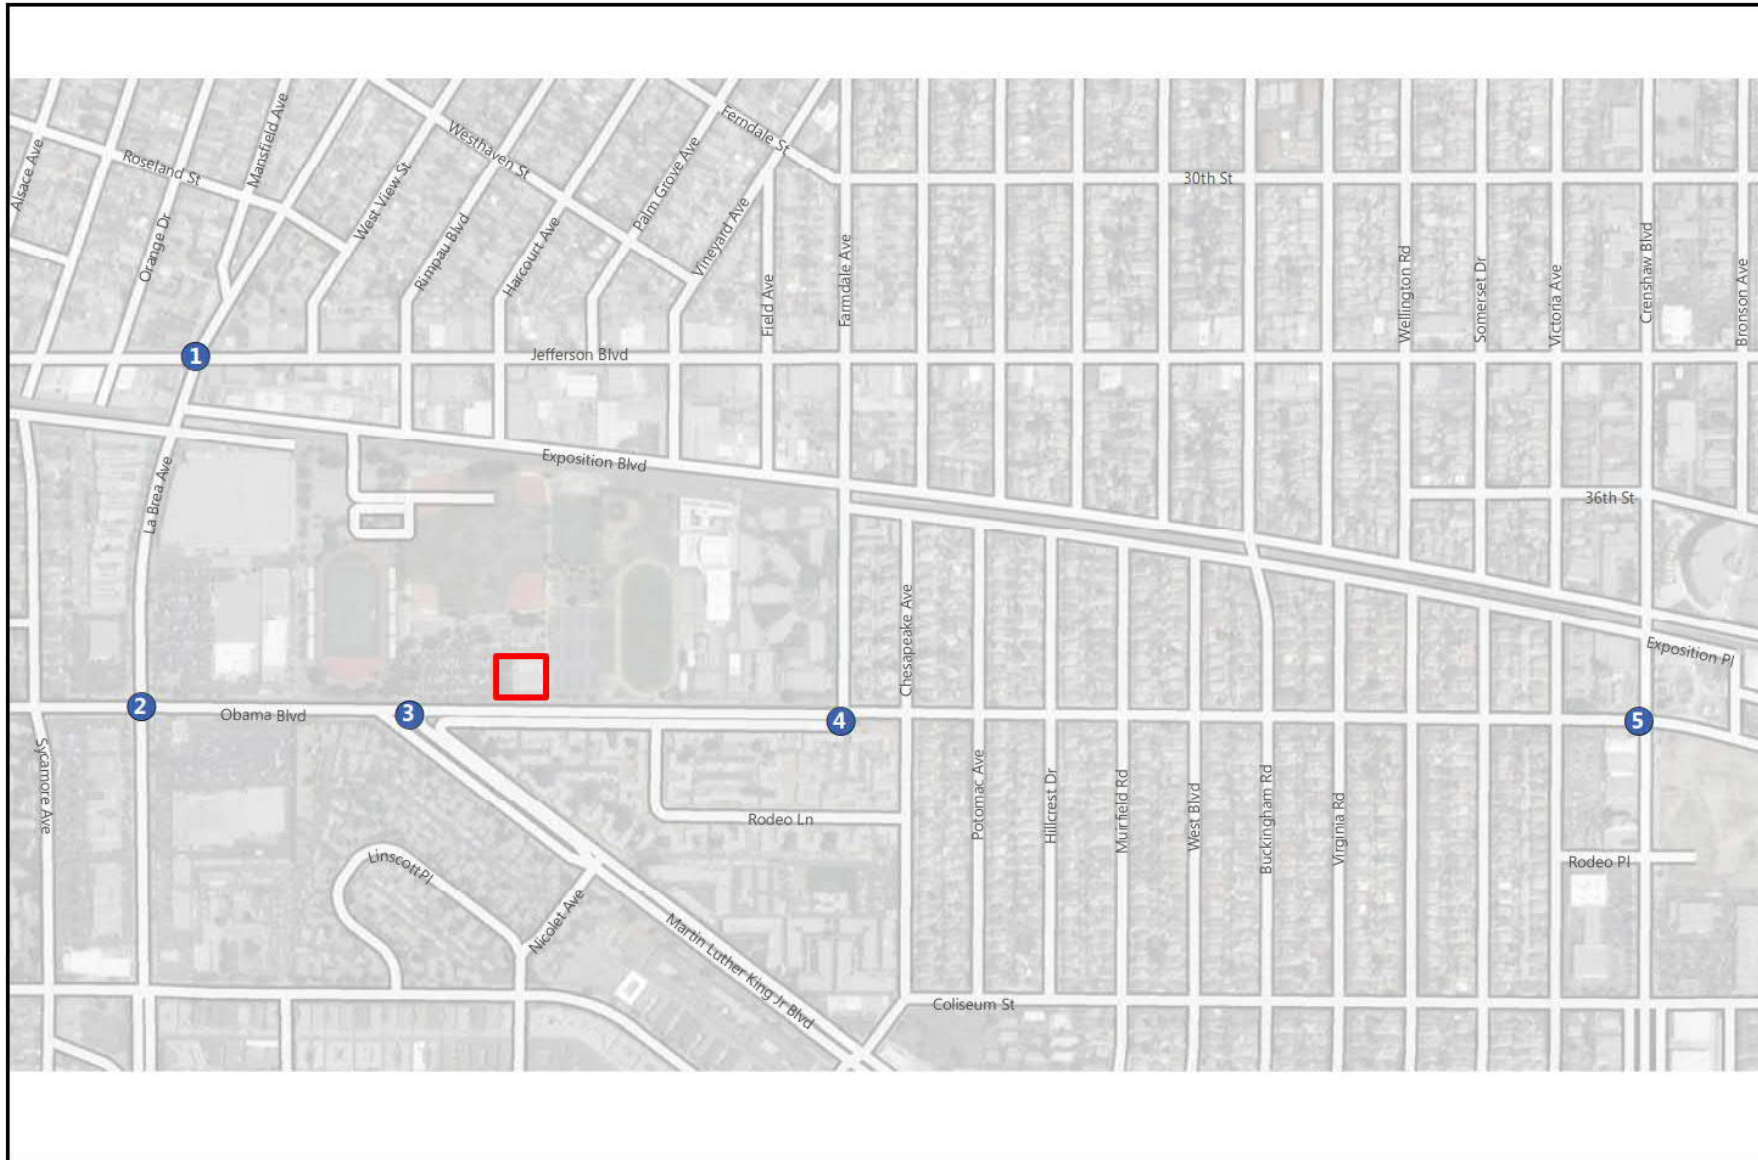 Alsace Ave
Roseland St
Mansfield Ave
Orange Dr
West View St
Westhaven St
Rimpau Blvd
Harcourt Ave
Palm Grove Ave
Ferndale St
Vineyard Ave
Field Ave
Farmdale Ave
30th St
Wellington Rd
Somerset Dr
Victoria Ave
Crenshaw Blvd
Bronson Ave
1
Jefferson Blvd
La Brea Ave
Exposition Blvd
36th St
Chesapeake Ave
Exposition Pl
2
Obama Blvd
3
4
5
Sycamore Ave
Rodeo Ln
Potomac Ave
Hillcrest Dr
Muirfield Rd
West Blvd
Buckingham Rd
Virginia Rd
Rodeo Pl
Linscott Pl
Nicolet Ave
Martin Luther King Jr Blvd
Coliseum St